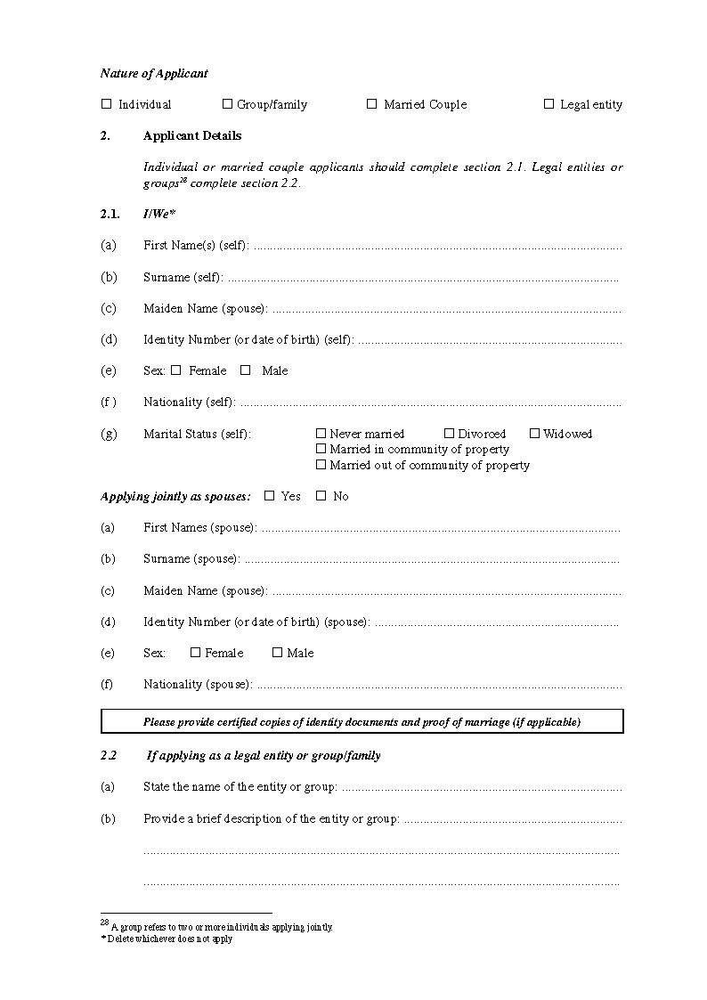 Nature of Applicant
☐ Individual ☐ Group/family ☐ Married Couple ☐ Legal entity
2. Applicant Details
Individual or married couple applicants should complete section 2.1. Legal entities or
groups28 complete section 2.2.
2.1. I/We*
(a) First Name(s) (self): ................................................................................................................
(b) Surname (self): ........................................................................................................................
(c) Maiden Name (spouse): ...........................................................................................................
(d) Identity Number (or date of birth) (self): .................................................................................
(e) Sex: ☐ Female ☐ Male
(f ) Nationality (self): .....................................................................................................................
(g) Marital Status (self): ☐ Never married ☐ Divorced ☐ Widowed
☐ Married in community of property
☐ Married out of community of property
Applying jointly as spouses: ☐ Yes ☐ No
(a) First Names (spouse): ..............................................................................................................
(b) Surname (spouse): ...................................................................................................................
(c) Maiden Name (spouse): ...........................................................................................................
(d) Identity Number (or date of birth) (spouse): ...........................................................................
(e) Sex: ☐ Female ☐ Male
(f) Nationality (spouse): ................................................................................................................
Please provide certified copies of identity documents and proof of marriage (if applicable)
2.2 If applying as a legal entity or group/family
(a) State the name of the entity or group: ......................................................................................
(b) Provide a brief description of the entity or group: ...................................................................
..................................................................................................................................................
..................................................................................................................................................
28 A group refers to two or more individuals applying jointly.
* Delete whichever does not apply